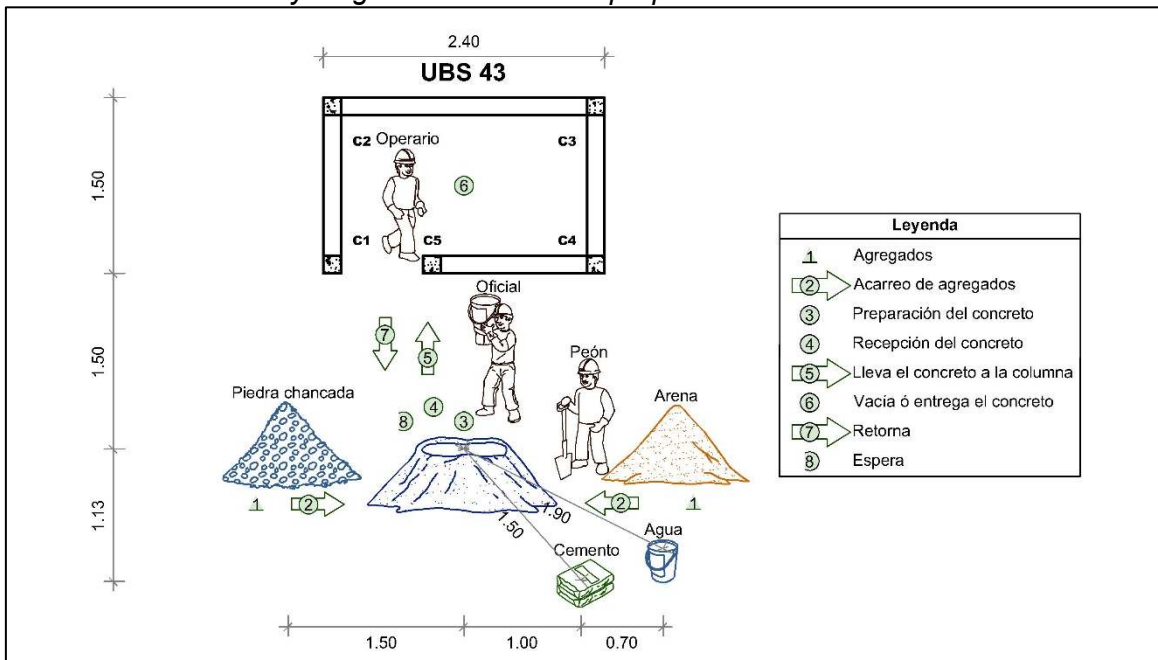 2.40
UBS 43
C2 Operario
C3
6
1.50
C1
C5
C4
Oficial
7
5
1.50
Peón
Piedra chancada
Arena
4
8
3
1
2
2
1
1.90
1.50
1.13
Agua
Cemento
1.50
1.00
0.70
Leyenda
1 Agregados
2 Acarreo de agregados
3 Preparación del concreto
4 Recepción del concreto
5 Lleva el concreto a la columna
6 Vacía ó entrega el concreto
7 Retorna
8 Espera